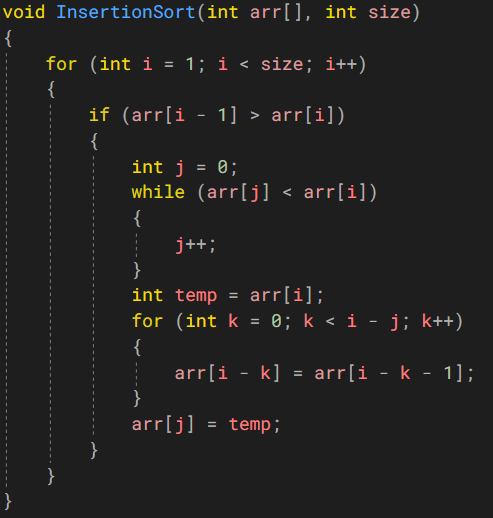 void InsertionSort(int arr[], int size)
{
    for (int i = 1; i < size; i++)
    {
        if (arr[i - 1] > arr[i])
        {
            int j = 0;
            while (arr[j] < arr[i])
            {
                j++;
            }
            int temp = arr[i];
            for (int k = 0; k < i - j; k++)
            {
                arr[i - k] = arr[i - k - 1];
            }
            arr[j] = temp;
        }
    }
}